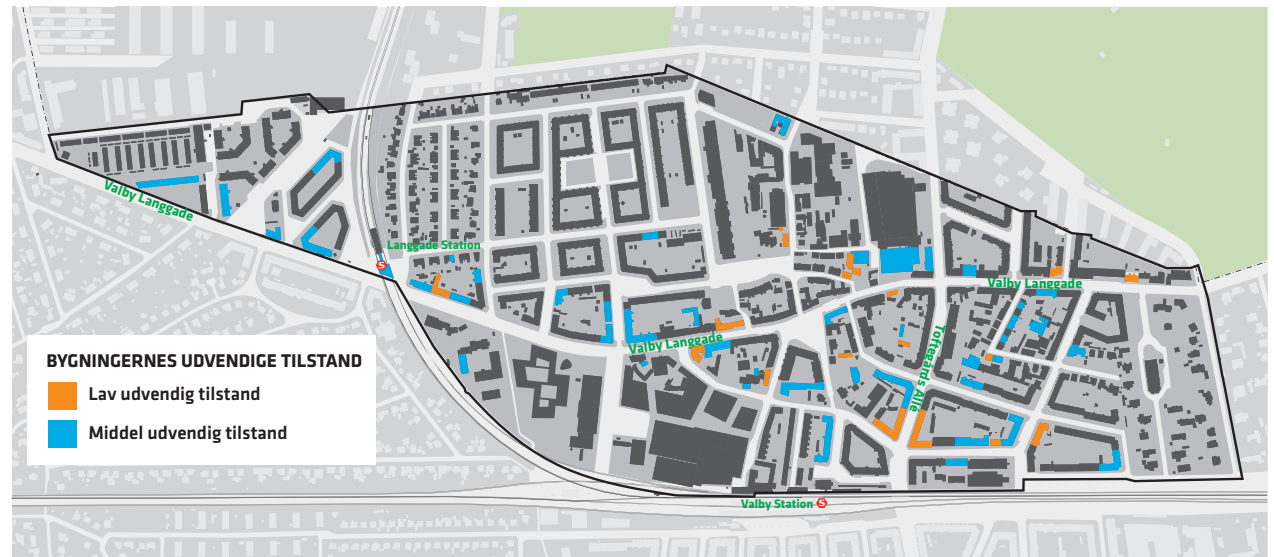 Valby Langgade
Langgade Station
S
Valby Langgade
Valby Langgade
Toftegårds Allé
BYGNINGERNES UDVENDIGE TILSTAND
Lav udvendig tilstand
Middel udvendig tilstand
Valby Station S